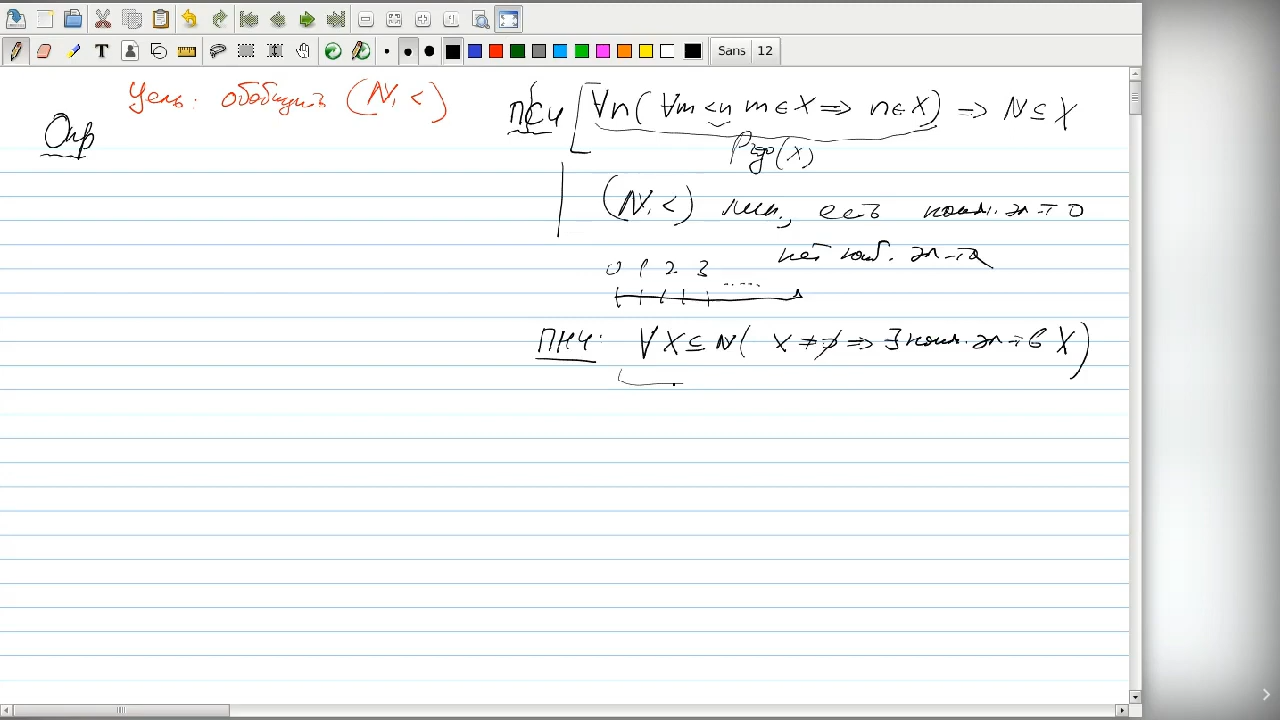 Sans 12
Цель: обобщить (N, <)
Опр
ПСИ [∀n( ∀m<n m∈X ⇒ n∈X) ⇒ N⊆X
Prgr(X)
(N, <) лин., есть наим. эл-т 0
нет наиб. эл-та
0 1 2 3 .....
ПНЧ: ∀X⊆N( X≠∅ ⇒ ∃наим. эл-т в X)